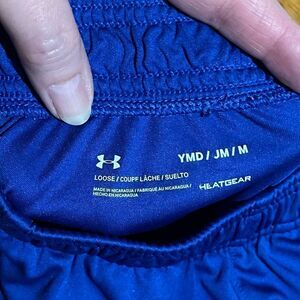 YMD / JM / M
LOOSE / COUPE LÂCHE / SUELTO
MADE IN NICARAGUA / FABRIQUÉ AU NICARAGUA /
HECHO EN NICARAGUA
HEATGEAR